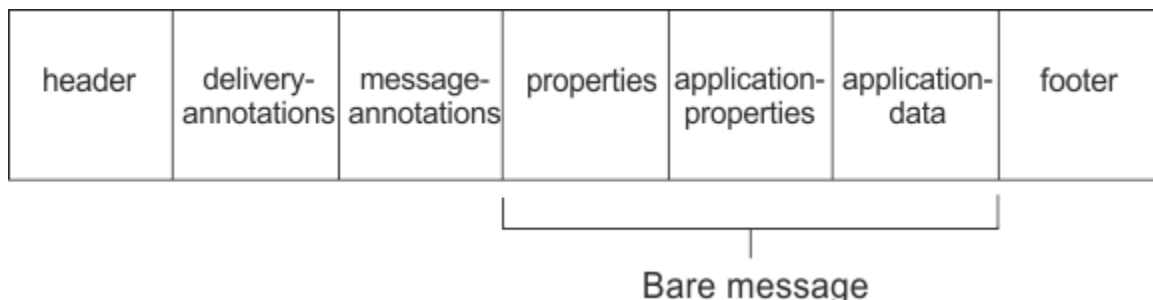 header
delivery-
annotations
message-
annotations
properties
application-
properties
application-
data
footer
Bare message